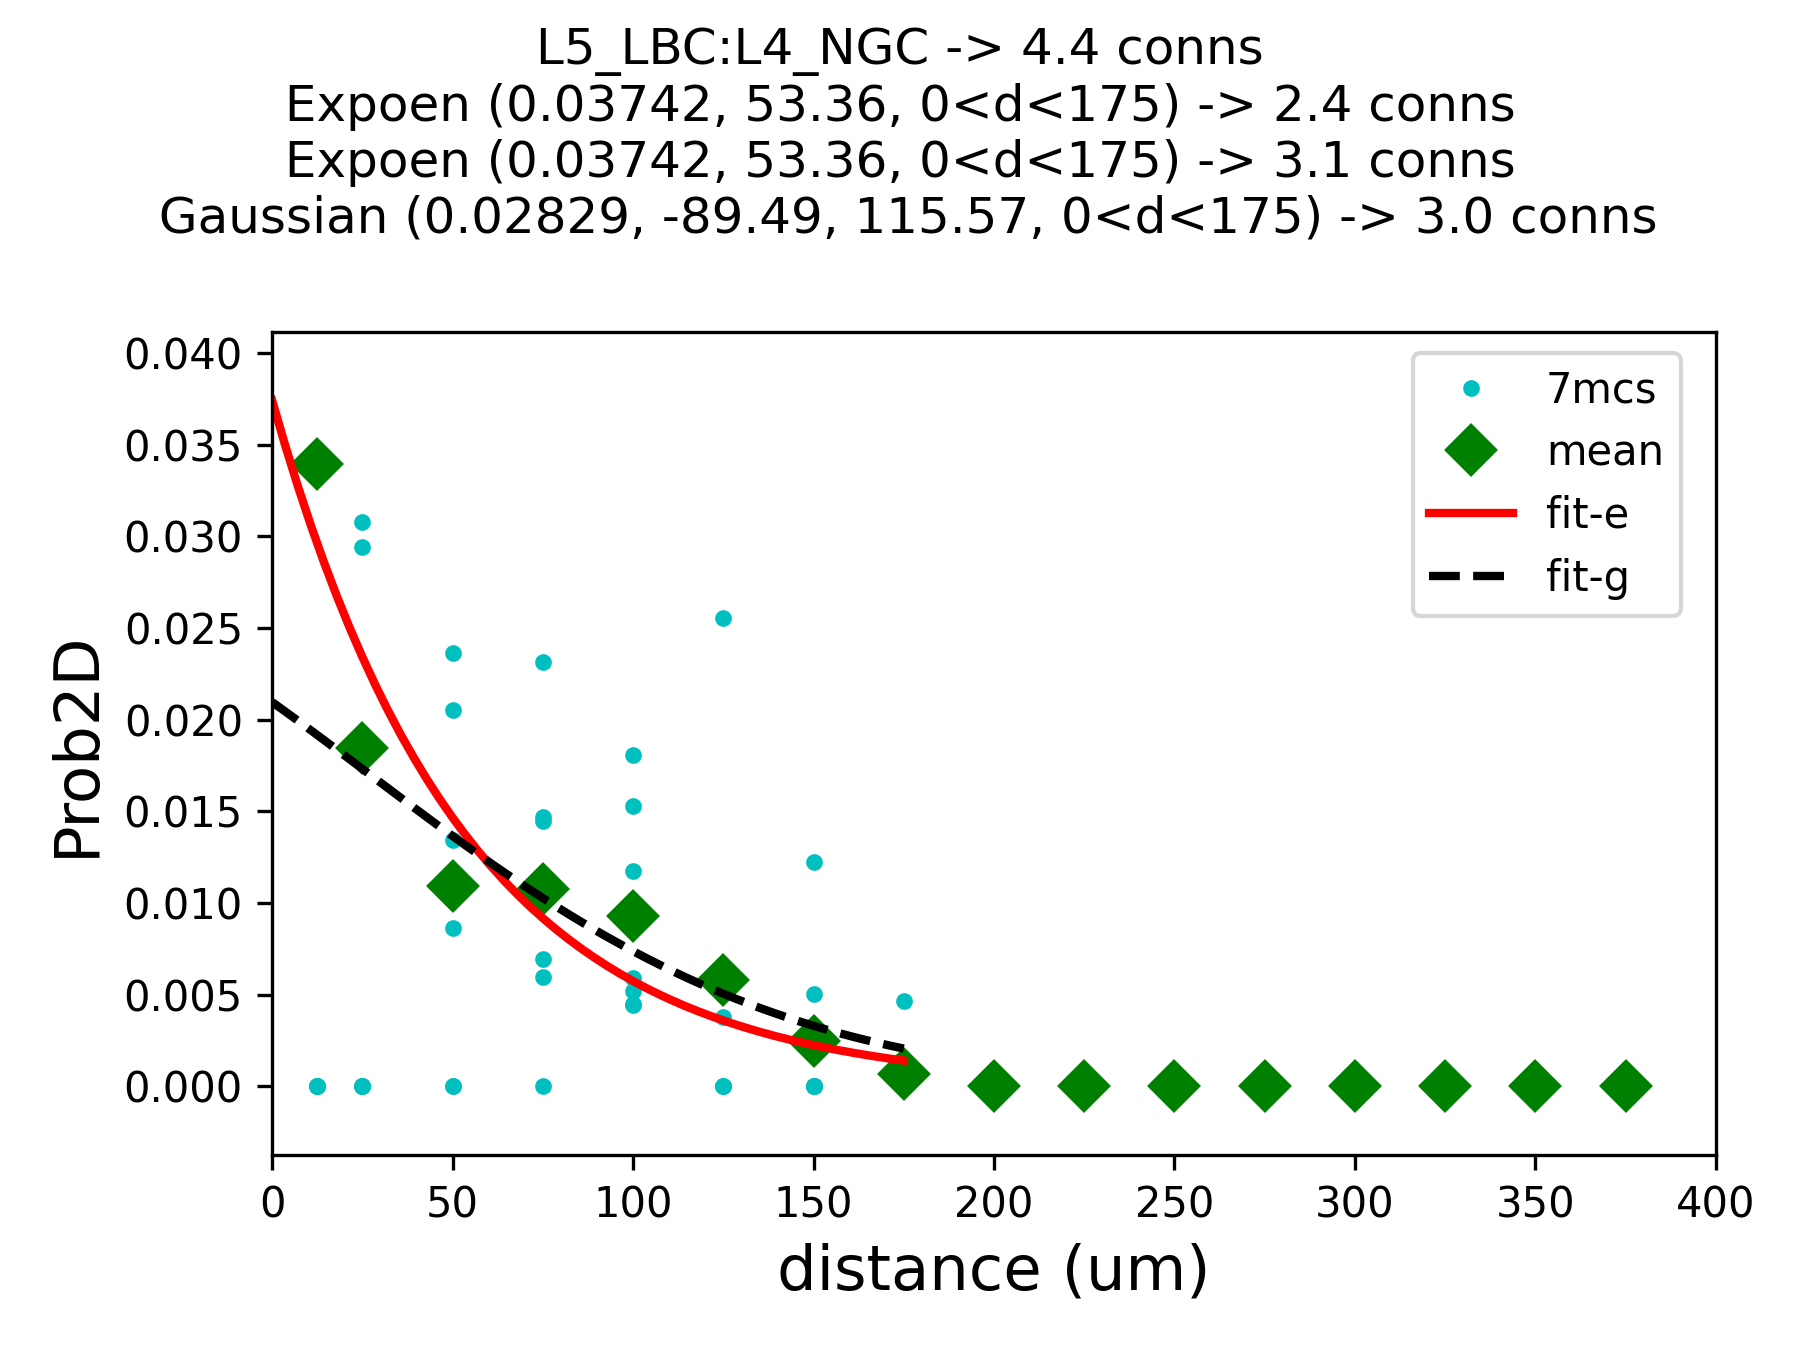 L5_LBC:L4_NGC -> 4.4 conns
Expoen (0.03742, 53.36, 0<d<175) -> 2.4 conns
Expoen (0.03742, 53.36, 0<d<175) -> 3.1 conns
Gaussian (0.02829, -89.49, 115.57, 0<d<175) -> 3.0 conns
0.040
0.035
0.030
0.025
0.020
0.015
0.010
0.005
0.000
Prob2D
7mcs
mean
fit-e
fit-g
0 50 100 150 200 250 300 350 400
distance (um)